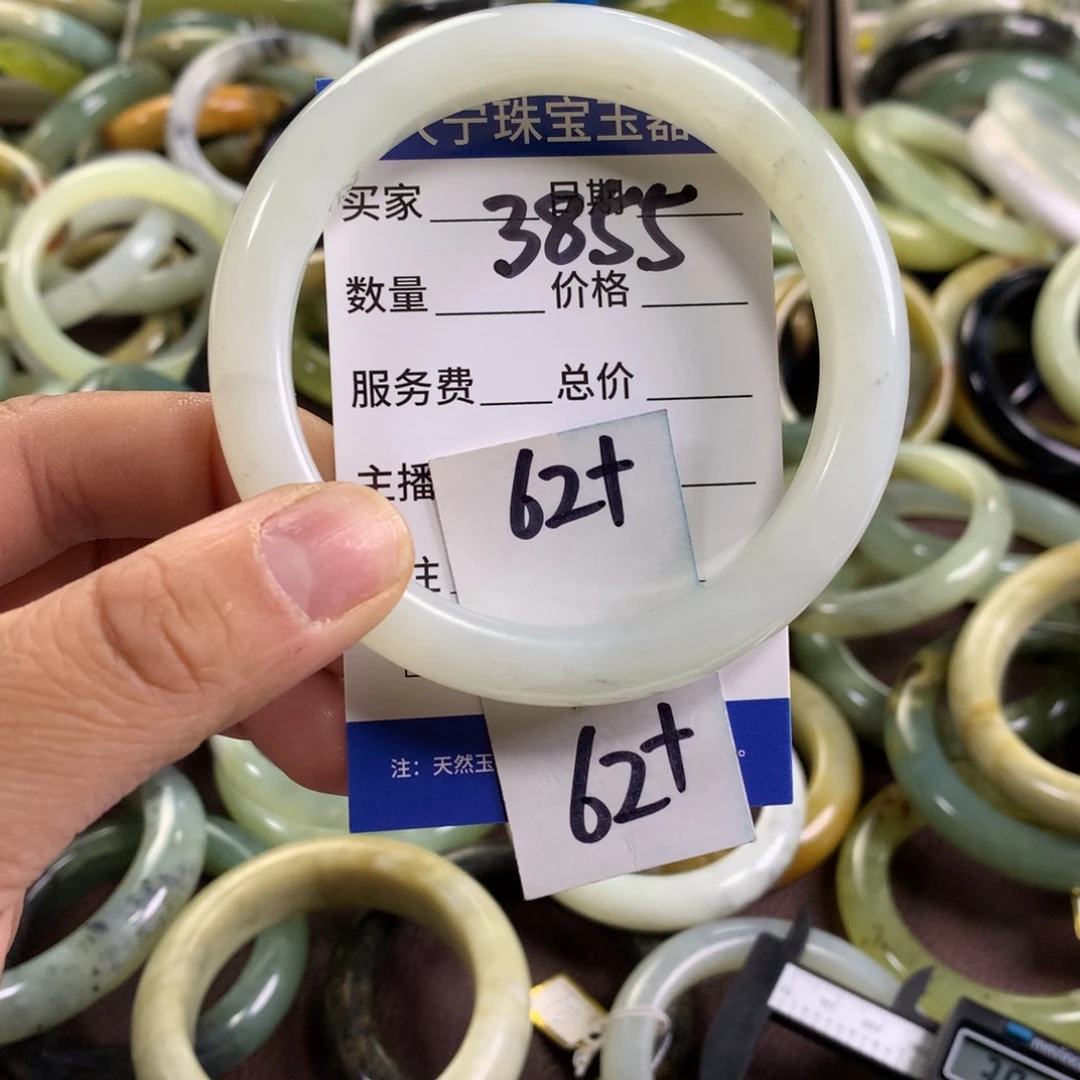 宁珠宝玉器
买家 日期
3855
数量 价格
服务费 总价
62+
主播
主
62+
注：天然玉